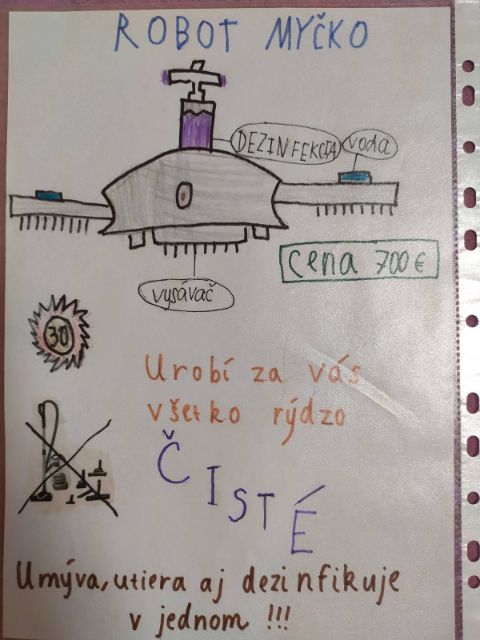 ROBOT MYČKO
DEZINFEKCIA
voda
cena 700 €
vysávač
30
Urobí za vás
všetko rýdzo
ČISTÉ
Umýva, utiera aj dezinfikuje
v jednom !!!